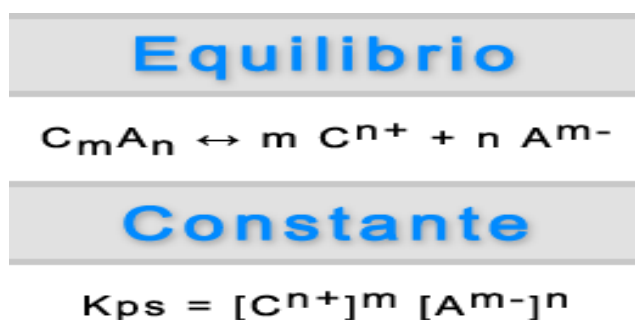 Equilibrio
CₘAₙ ↔ m Cⁿ⁺ + n Aᵐ⁻
Constante
Kps = [Cⁿ⁺]ᵐ [Aᵐ⁻]ⁿ